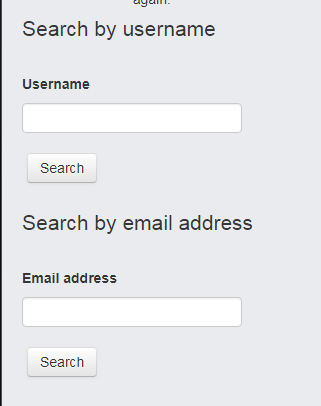 again.
Search by username
Username
Search
Search by email address
Email address
Search